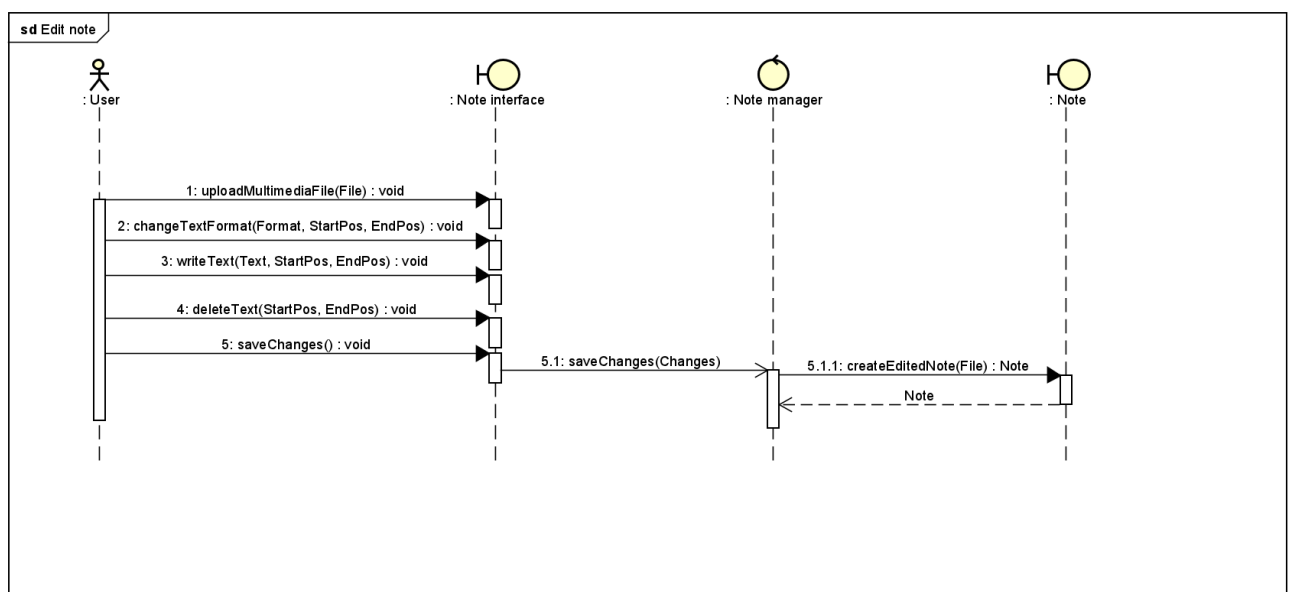 sd Edit note
: User
: Note interface
: Note manager
: Note
1: uploadMultimediaFile(File) : void
2: changeTextFormat(Format, StartPos, EndPos) : void
3: writeText(Text, StartPos, EndPos) : void
4: deleteText(StartPos, EndPos) : void
5: saveChanges() : void
5.1: saveChanges(Changes)
5.1.1: createEditedNote(File) : Note
Note